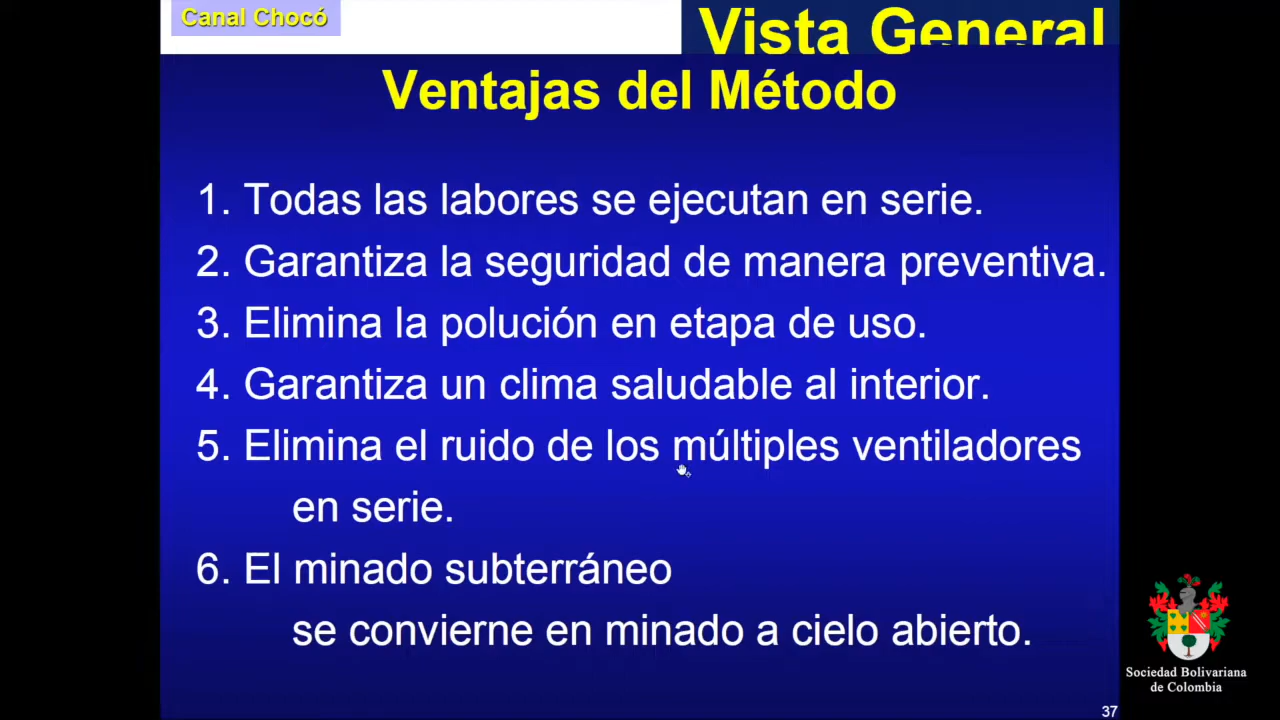 Canal Chocó
Vista General
Ventajas del Método
1. Todas las labores se ejecutan en serie.
2. Garantiza la seguridad de manera preventiva.
3. Elimina la polución en etapa de uso.
4. Garantiza un clima saludable al interior.
5. Elimina el ruido de los múltiples ventiladores
en serie.
6. El minado subterráneo
se convierne en minado a cielo abierto.
Sociedad Bolivariana
de Colombia
37